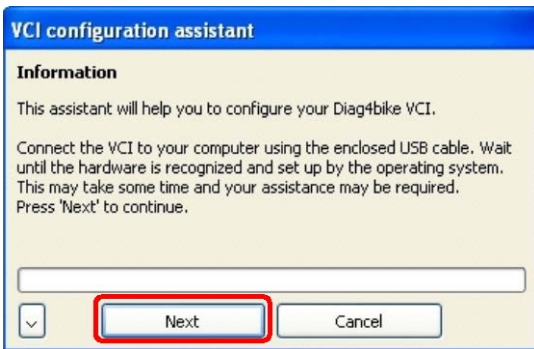 VCI configuration assistant
Information
This assistant will help you to configure your Diag4bike VCI.
Connect the VCI to your computer using the enclosed USB cable. Wait
until the hardware is recognized and set up by the operating system.
This may take some time and your assistance may be required.
Press 'Next' to continue.
Next
Cancel